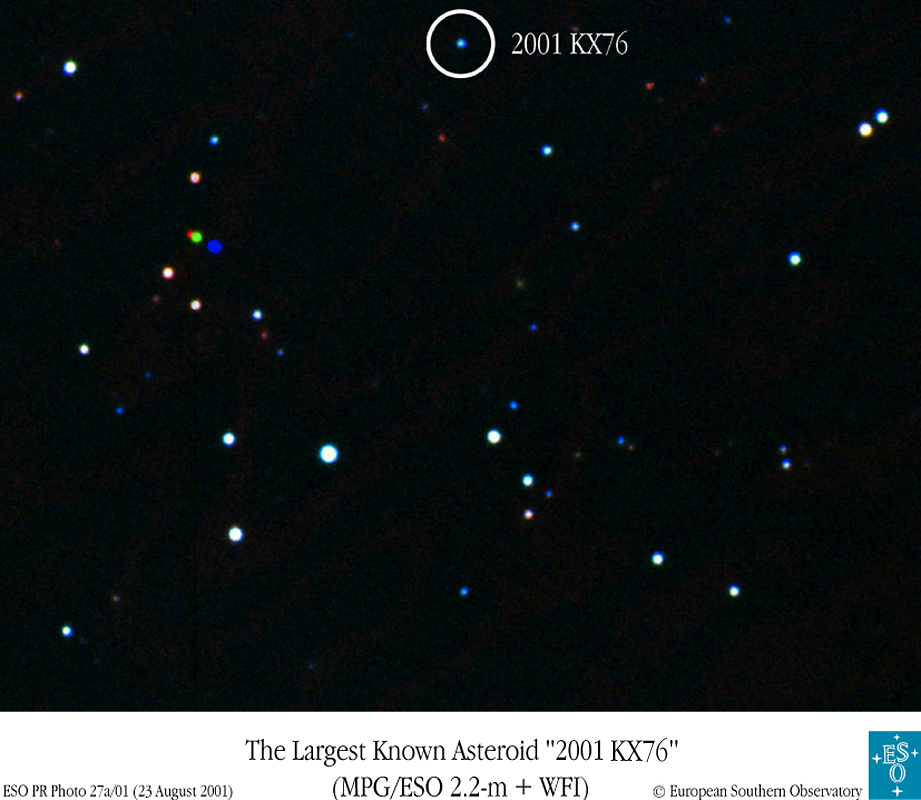 2001 KX76
The Largest Known Asteroid "2001 KX76"
(MPG/ESO 2.2-m + WFI)
ESO PR Photo 27a/01 (23 August 2001)
© European Southern Observatory
ESO